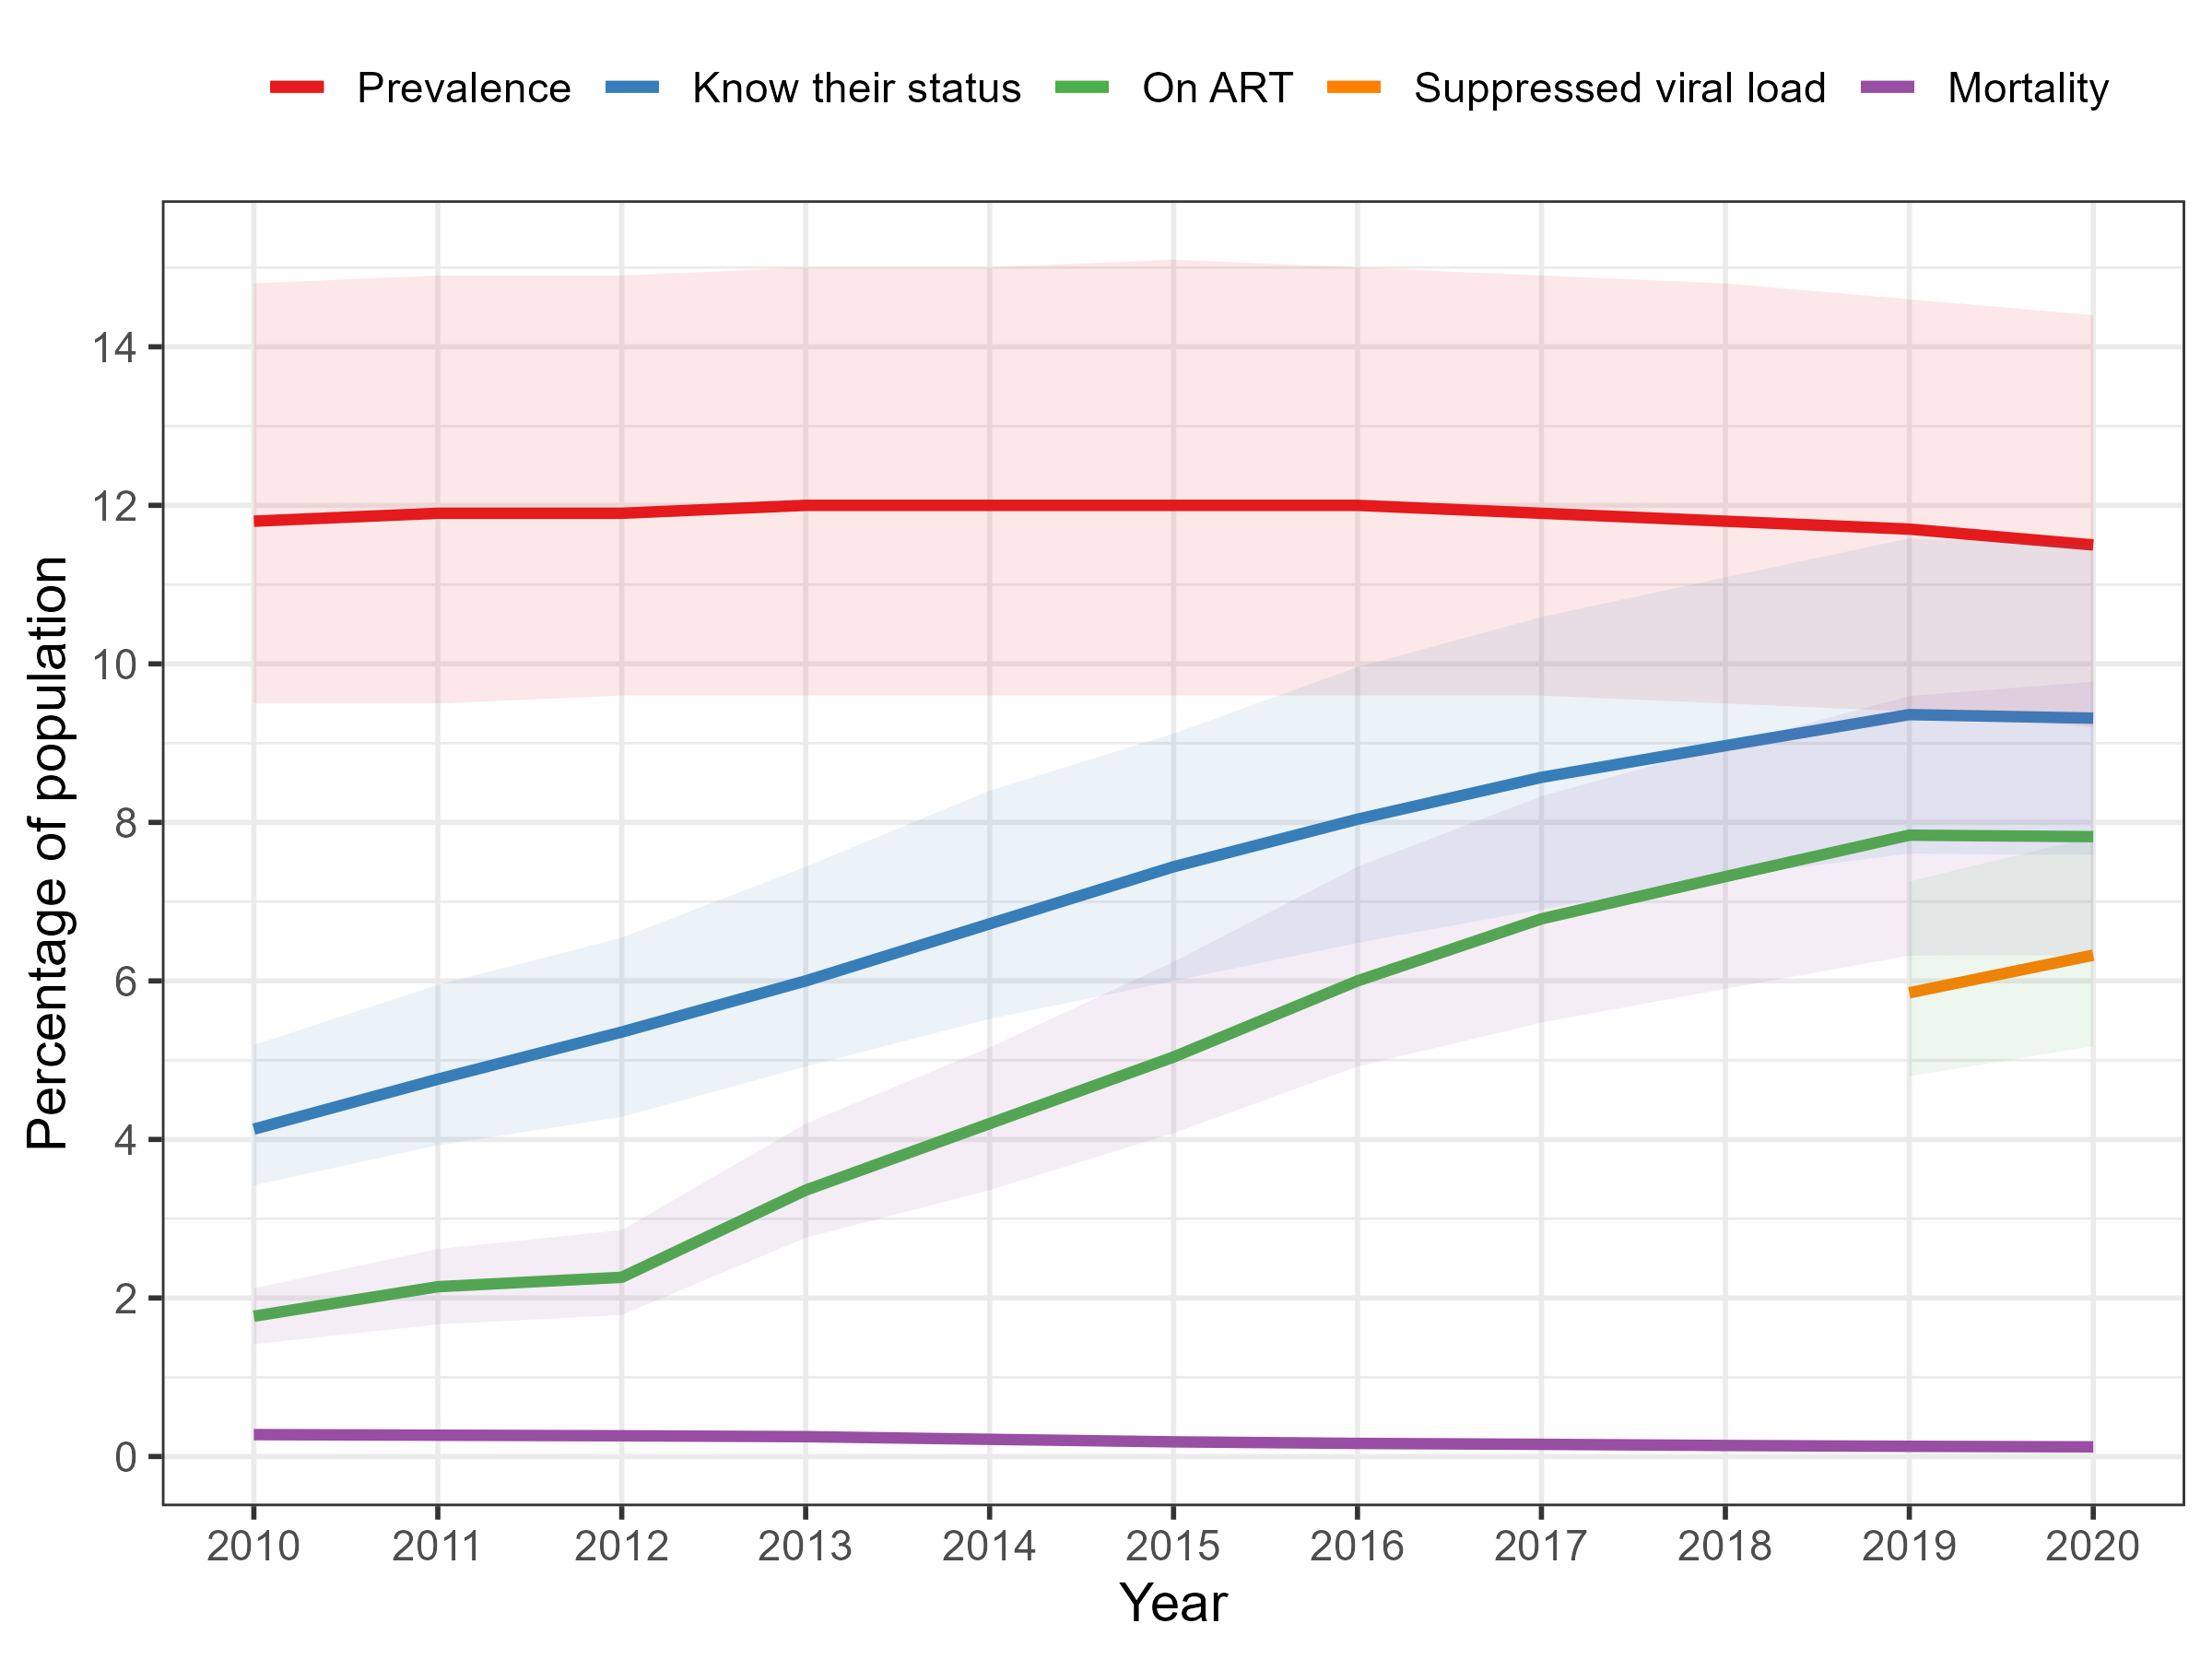 Prevalence Know their status On ART Suppressed viral load Mortality
Percentage of population
14
12
10
8
6
4
2
0
2010 2011 2012 2013 2014 2015 2016 2017 2018 2019 2020
Year